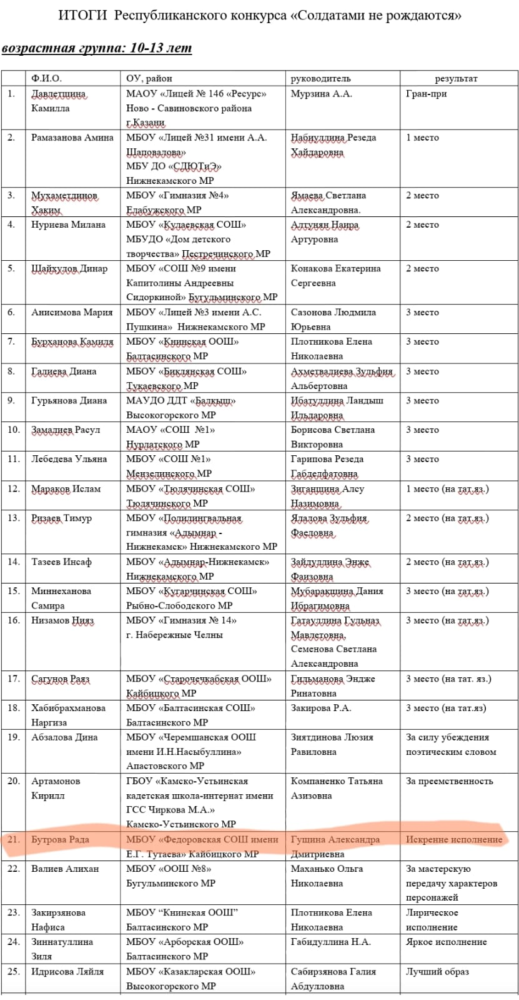 ИТОГИ  Республиканского конкурса «Солдатами не рождаются»
возрастная группа: 10-13 лет
Ф.И.О. ОУ, район руководитель результат
1. Давлетшина МАОУ «Лицей № 146 «Ресурс» Мурзина А.А. Гран-при
Камилла Ново - Савиновского района
г.Казани
2. Рамазанова Амина МБОУ «Лицей №31 имени А.А. Набиуллина Резеда 1 место
Шаповалова» Хайдаровна
МБУ ДО «СДЮТиЭ»
Нижнекамского МР
3. Мухаметдинов МБОУ «Гимназия №4» Ямаева Светлана 2 место
Хаким Елабужского МР Александровна.
4. Нуриева Милана МБОУ «Кулаевская СОШ» Алтунян Наира 2 место
МБУДО «Дом детского Артуровна
творчества» Пестречинского МР
5. Шайхулов Динар МБОУ «СОШ №9 имени Конакова Екатерина 2 место
Капитолины Андреевны Сергеевна
Сидоркиной» Бугульминского МР
6. Анисимова Мария МБОУ «Лицей №3 имени А.С. Сазонова Людмила 3 место
Пушкина»  Нижнекамского МР Юрьевна
7. Бурханова Камиля МБОУ «Книнская ООШ» Плотникова Елена 3 место
Балтасинского МР Николаевна
8. Галиева Диана МБОУ «Биклянская СОШ» Ахметвалиева Зульфия 3 место
Тукаевского МР Альбертовна
9. Гурьянова Диана МАУДО ДДТ «Балкыш» Ибатуллина Ландыш 3 место
Высокогорского МР Ильдаровна
10. Замалиев Расул МАОУ «СОШ  №1» Борисова Светлана 3 место
Нурлатского МР Викторовна
11. Лебедева Ульяна МБОУ «СОШ №1» Гарипова Резеда 3 место
Мензелинского МР Габделфатовна
12. Мараков Ислам МБОУ «Тюлячинская СОШ» Зиганшина Алсу 1 место (на тат.яз.)
Тюлячинского МР Назимовна
13. Ризаев Тимур МБОУ «Полилингвальная Ялалова Зульфия 2 место (на тат.яз.)
гимназия «Адымнар - Фаеловна
Нижнекамск» Нижнекамского МР
14. Тазеев Инсаф МБОУ «Адымнар-Нижнекамск» Зайдуллина Энже 2 место (на тат.яз.)
Нижнекамского МР Фаизовна
15. Миннеханова МБОУ «Кугарчинская СОШ» Мубаракшина Дания 3 место (на тат.яз.)
Самира Рыбно-Слободского МР Ибрагимовна
16. Низамов Нияз МБОУ «Гимназия № 14» Гатауллина Гульназ 3 место (на тат.яз.)
г. Набережные Челны Мавлетовна,
Семенова Светлана
Александровна
17. Сагунов Раяз МБОУ «Старочечкабская ООШ» Гильманова Эндже 3 место (на тат. яз.)
Кайбицкого МР Ринатовна
18. Хабибрахманова МБОУ «Балтасинская СОШ» Закирова Р.А. 3 место (на тат.яз)
Наргиза Балтасинского МР
19. Абзалова Дина МБОУ «Черемшанская ООШ Зиятдинова Люзия За силу убеждения
имени И.Н.Насыбуллина» Равиловна поэтическим словом
Апастовского МР
20. Артамонов ГБОУ «Камско-Устьинская Компаненко Татьяна За преемственность
Кирилл кадетская школа-интернат имени Азизовна
ГСС Чиркова М.А.»
Камско-Устьинского МР
21. Бутрова Рада МБОУ «Федоровская СОШ имени Гущина Александра Искренне исполнение
Е.Г. Тутаева» Кайбицкого МР Дмитриевна
22. Валиев Алихан МБОУ «ООШ №8» Маханько Ольга За мастерскую
Бугульминского МР Николаевна передачу характеров
персонажей
23. Закирзянова МБОУ “Книнская ООШ” Плотникова Елена Лирическое
Нафиса Балтасинского МР Николаевна исполнение
24. Зиннатуллина МБОУ «Арборская ООШ» Габидуллина Н.А. Яркое исполнение
Зиля Балтасинского МР
25. Идрисова Ляйля МБОУ «Казакларская ООШ» Сабирзянова Галия Лучший образ
Высокогорского МР Абдулловна